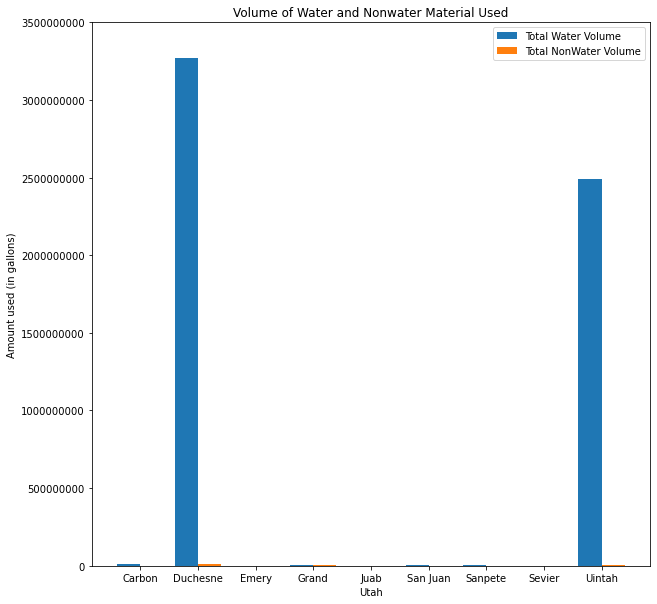 Volume of Water and Nonwater Material Used
Total Water Volume
Total NonWater Volume
3500000000
3000000000
2500000000
2000000000
1500000000
1000000000
500000000
0
Amount used (in gallons)
Carbon Duchesne Emery Grand Juab San Juan Sanpete Sevier Uintah
Utah